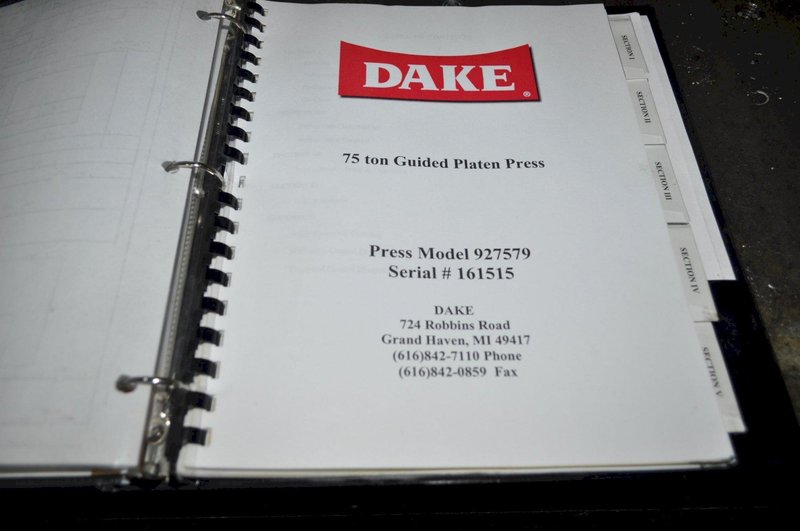 DAKE®
75 ton Guided Platen Press
Press Model 927579
Serial # 161515
DAKE
724 Robbins Road
Grand Haven, MI 49417
(616)842-7110 Phone
(616)842-0859 Fax
SECTION I
SECTION II
SECTION III
SECTION IV
SECTION V